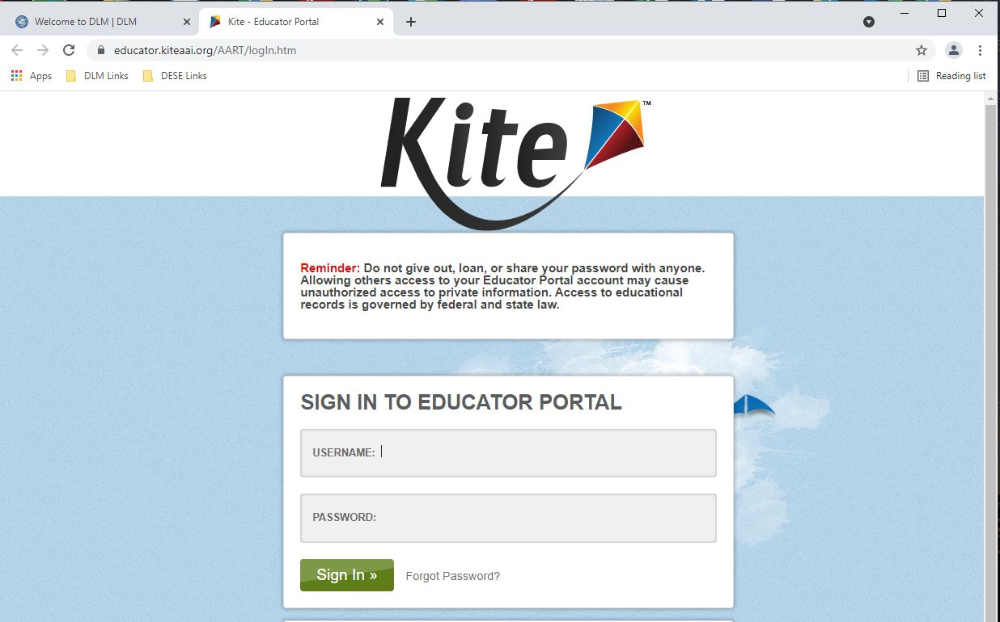 Welcome to DLM | DLM
Kite - Educator Portal
educator.kiteaai.org/AART/logIn.htm
Apps
DLM Links
DESE Links
Reading list
Kite ™
Reminder: Do not give out, loan, or share your password with anyone.
Allowing others access to your Educator Portal account may cause
unauthorized access to private information. Access to educational
records is governed by federal and state law.
SIGN IN TO EDUCATOR PORTAL
USERNAME:
PASSWORD:
Sign In »
Forgot Password?